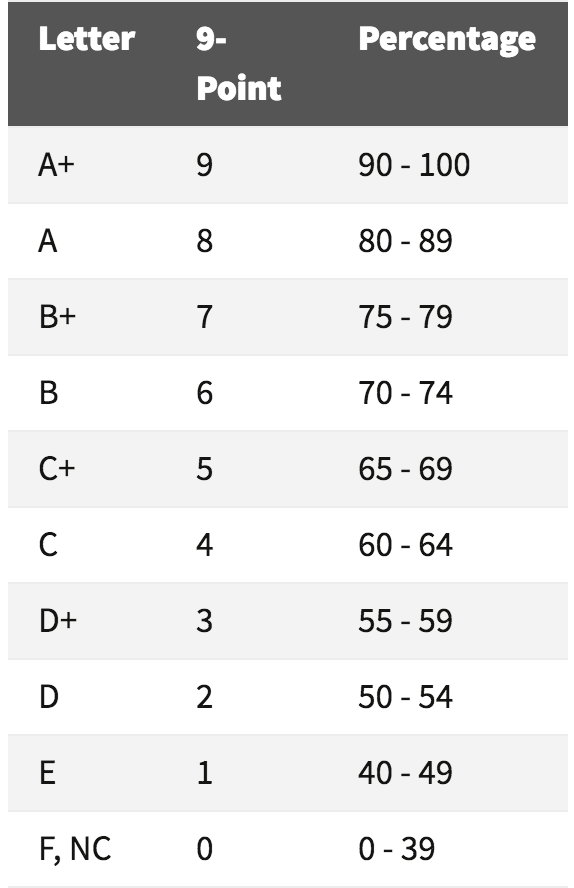 Letter 9- Percentage
Point
A+ 9 90 - 100
A 8 80 - 89
B+ 7 75 - 79
B 6 70 - 74
C+ 5 65 - 69
C 4 60 - 64
D+ 3 55 - 59
D 2 50 - 54
E 1 40 - 49
F, NC 0 0 - 39